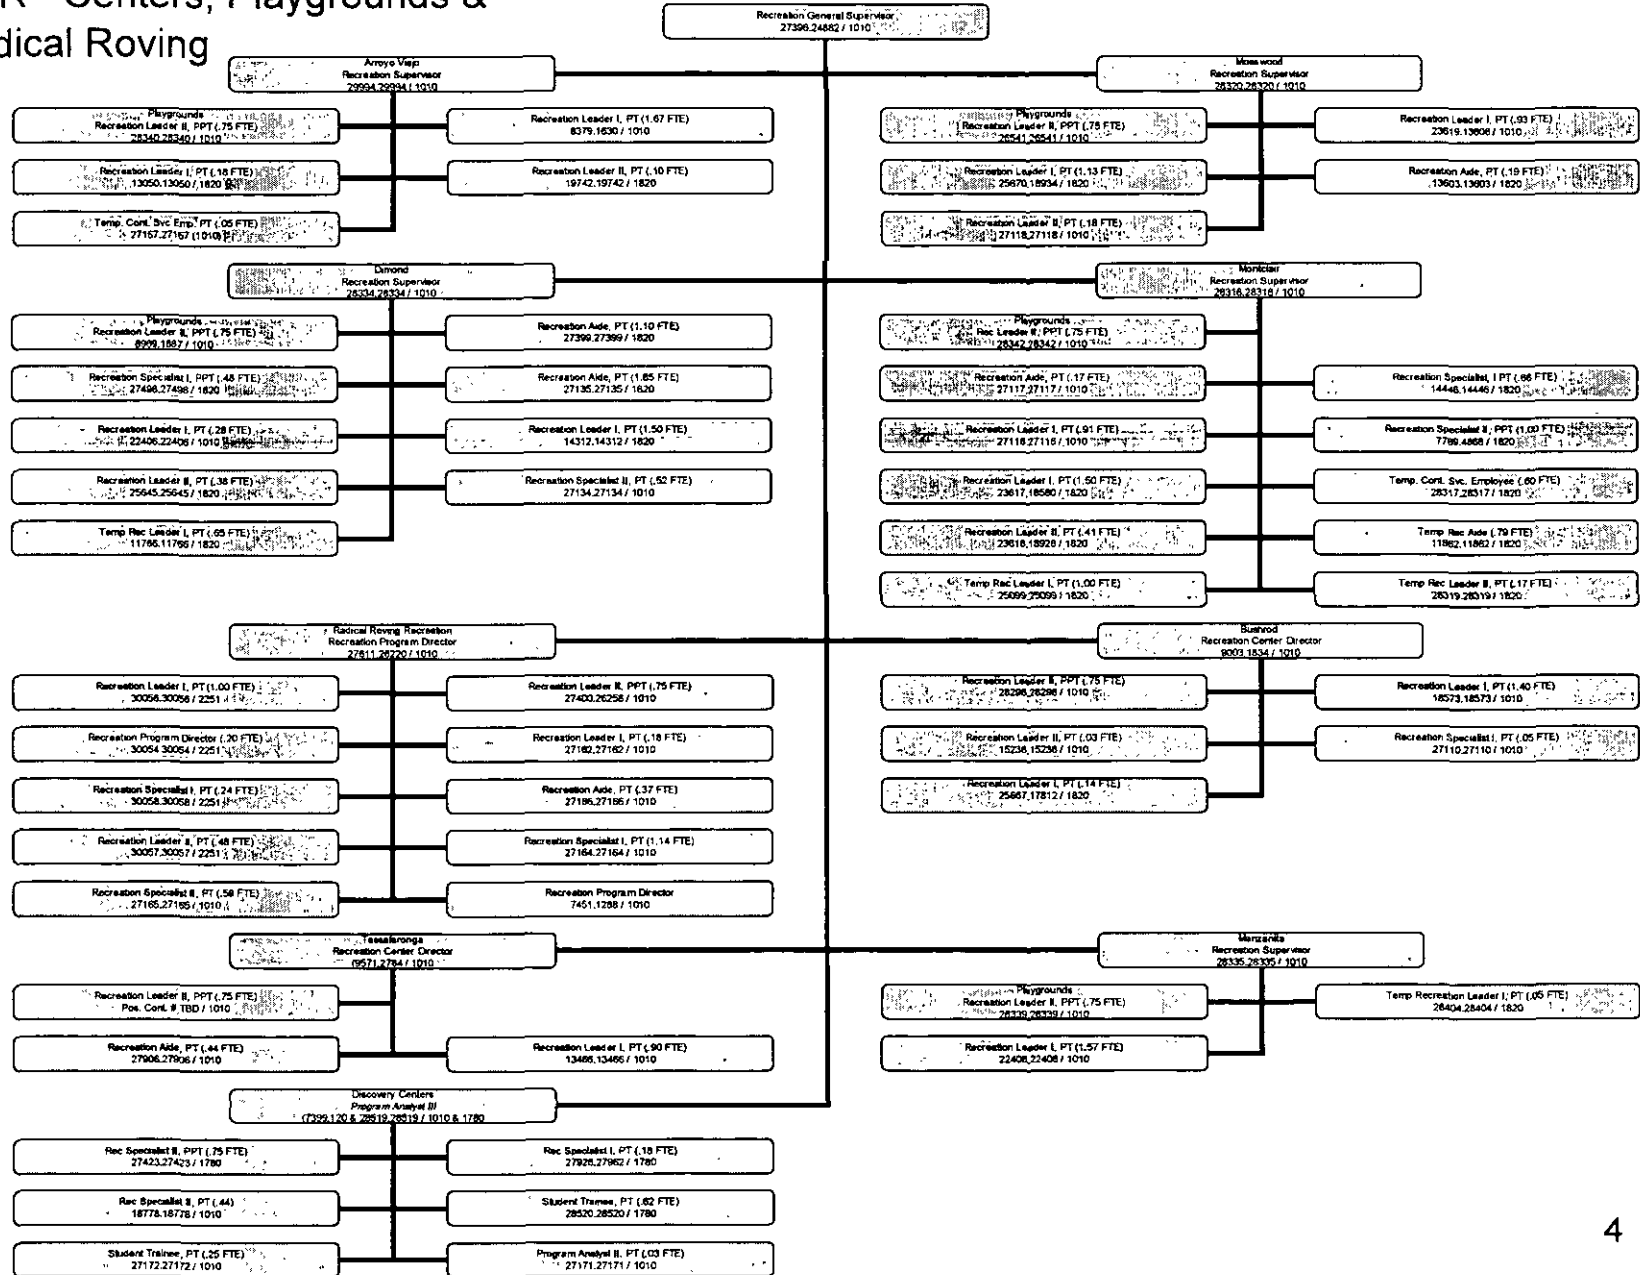 R - Centers, Playgrounds &
dical Roving
Recreation General Supervisor
27396.24882 / 1010
Arroyo Viejo
Recreation Supervisor
29994.29994 / 1010
Mosswood
Recreation Supervisor
26320.26320 / 1010
Playgrounds
Recreation Leader II, PPT (.75 FTE)
28340.28340 / 1010
Recreation Leader I, PT (1.67 FTE)
8379.1630 / 1010
Playgrounds
Recreation Leader II, PPT (.75 FTE)
26541.26541 / 1010
Recreation Leader I, PT (.93 FTE)
23619.13606 / 1010
Recreation Leader I, PT (.18 FTE)
13050.13050 / 1820
Recreation Leader II, PT (.10 FTE)
19742.19742 / 1820
Recreation Leader I, PT (1.13 FTE)
25670.18934 / 1820
Recreation Aide, PT (.19 FTE)
13603.13603 / 1820
Temp. Cont. Svc Emp, PT (.05 FTE)
27167.27167 (1010)
Recreation Leader II, PT (.18 FTE)
27118.27118 / 1010
Dimond
Recreation Supervisor
28334.28334 / 1010
Montclair
Recreation Supervisor
28316.28316 / 1010
Playgrounds
Recreation Leader II, PPT (.75 FTE)
8969.1587 / 1010
Recreation Aide, PT (1.10 FTE)
27399.27399 / 1820
Playgrounds
Rec Leader II, PPT (.75 FTE)
28342.28342 / 1010
Recreation Specialist I, PPT (.48 FTE)
27498.27498 / 1820
Recreation Aide, PT (1.65 FTE)
27135.27135 / 1820
Recreation Aide, PT (.17 FTE)
27117.27117 / 1010
Recreation Specialist, I PT (.66 FTE)
14446.14446 / 1820
Recreation Leader I, PT (.28 FTE)
22406.22406 / 1010
Recreation Leader I, PT (1.50 FTE)
14312.14312 / 1820
Recreation Leader I, PT (.91 FTE)
27116.27116 / 1010
Recreation Specialist II, PPT (1.00 FTE)
7789.4868 / 1820
Recreation Leader II, PT (.38 FTE)
25645.25645 / 1820
Recreation Specialist II, PT (.52 FTE)
27134.27134 / 1010
Recreation Leader I, PT (1.50 FTE)
23617.18580 / 1820
Temp. Cont. Svc. Employee (.60 FTE)
28317.28317 / 1820
Temp Rec Leader I, PT (.65 FTE)
11766.11766 / 1820
Recreation Leader II, PT (.41 FTE)
23618.18928 / 1820
Temp Rec Aide (.79 FTE)
11862.11862 / 1820
Temp Rec Leader I, PT (1.00 FTE)
25099.25099 / 1820
Temp Rec Leader II, PT (.17 FTE)
28319.28319 / 1820
Radical Roving Recreation
Recreation Program Director
27611.26220 / 1010
Bushrod
Recreation Center Director
9003.1834 / 1010
Recreation Leader I, PT (1.00 FTE)
30056.30056 / 2251
Recreation Leader II, PPT (.75 FTE)
27400.26258 / 1010
Recreation Leader II, PPT (.75 FTE)
28298.28298 / 1010
Recreation Leader I, PT (1.40 FTE)
18573.18573 / 1010
Recreation Program Director (.20 FTE)
30054.30054 / 2251
Recreation Leader I, PT (.18 FTE)
27162.27162 / 1010
Recreation Leader II, PT (.03 FTE)
15236.15236 / 1010
Recreation Specialist I, PT (.05 FTE)
27110.27110 / 1010
Recreation Specialist I, PT (.24 FTE)
30058.30058 / 2251
Recreation Aide, PT (.37 FTE)
27166.27166 / 1010
Recreation Leader I, PT (.14 FTE)
25667.17812 / 1820
Recreation Leader II, PT (.48 FTE)
30057.30057 / 2251
Recreation Specialist I, PT (1.14 FTE)
27164.27164 / 1010
Recreation Specialist II, PT (.59 FTE)
27165.27165 / 1010
Recreation Program Director
7451.1288 / 1010
Tassafaronga
Recreation Center Director
(9571.2784 / 1010
Manzanita
Recreation Supervisor
28335.28335 / 1010
Recreation Leader II, PPT (.75 FTE)
Pos. Cont. # TBD / 1010
Playgrounds
Recreation Leader II, PPT (.75 FTE)
28339.28339 / 1010
Temp Recreation Leader I, PT (.05 FTE)
28404.28404 / 1820
Recreation Aide, PT (.44 FTE)
27906.27906 / 1010
Recreation Leader I, PT (.90 FTE)
13466.13466 / 1010
Recreation Leader I, PT (1.57 FTE)
22408.22408 / 1010
Discovery Centers
Program Analyst III
(7399.120 & 28519.28519 / 1010 & 1780
Rec Specialist II, PPT (.75 FTE)
27423.27423 / 1780
Rec Specialist I, PT (.18 FTE)
27926.27962 / 1780
Rec Specialist II, PT (.44)
18778.18778 / 1010
Student Trainee, PT (.62 FTE)
28520.28520 / 1780
Student Trainee, PT (.25 FTE)
27172.27172 / 1010
Program Analyst II, PT (.03 FTE)
27171.27171 / 1010
4